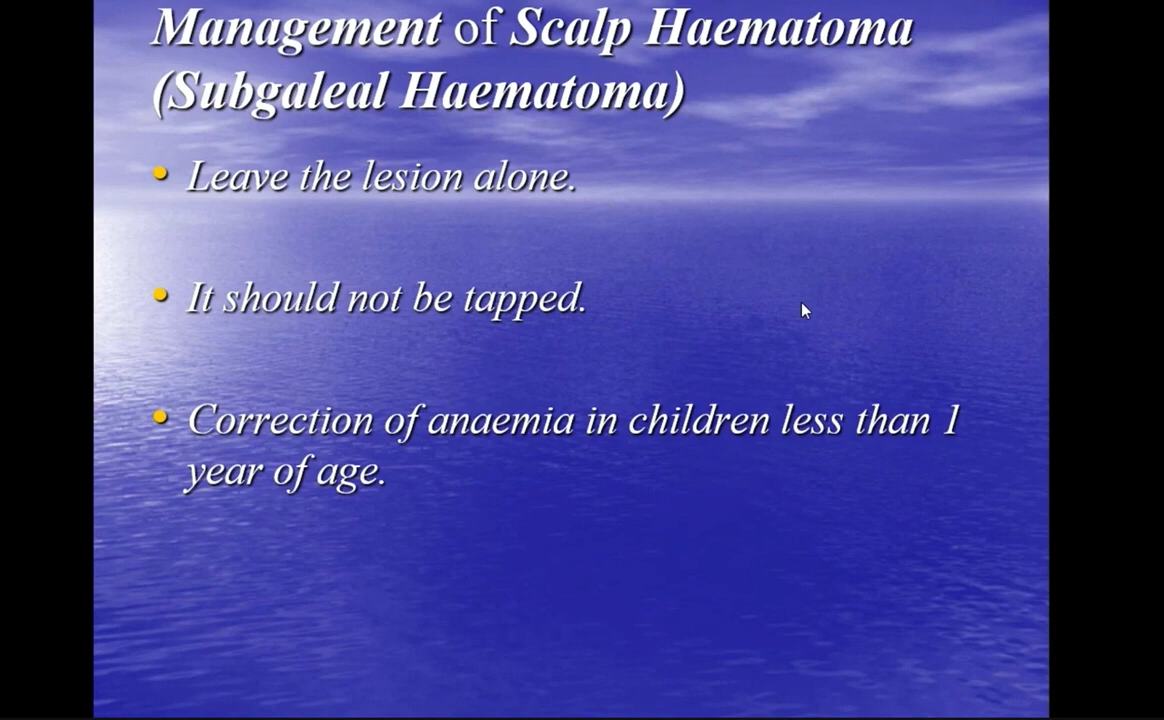 Management of Scalp Haematoma
(Subgaleal Haematoma)
• Leave the lesion alone.
• It should not be tapped.
• Correction of anaemia in children less than 1
year of age.